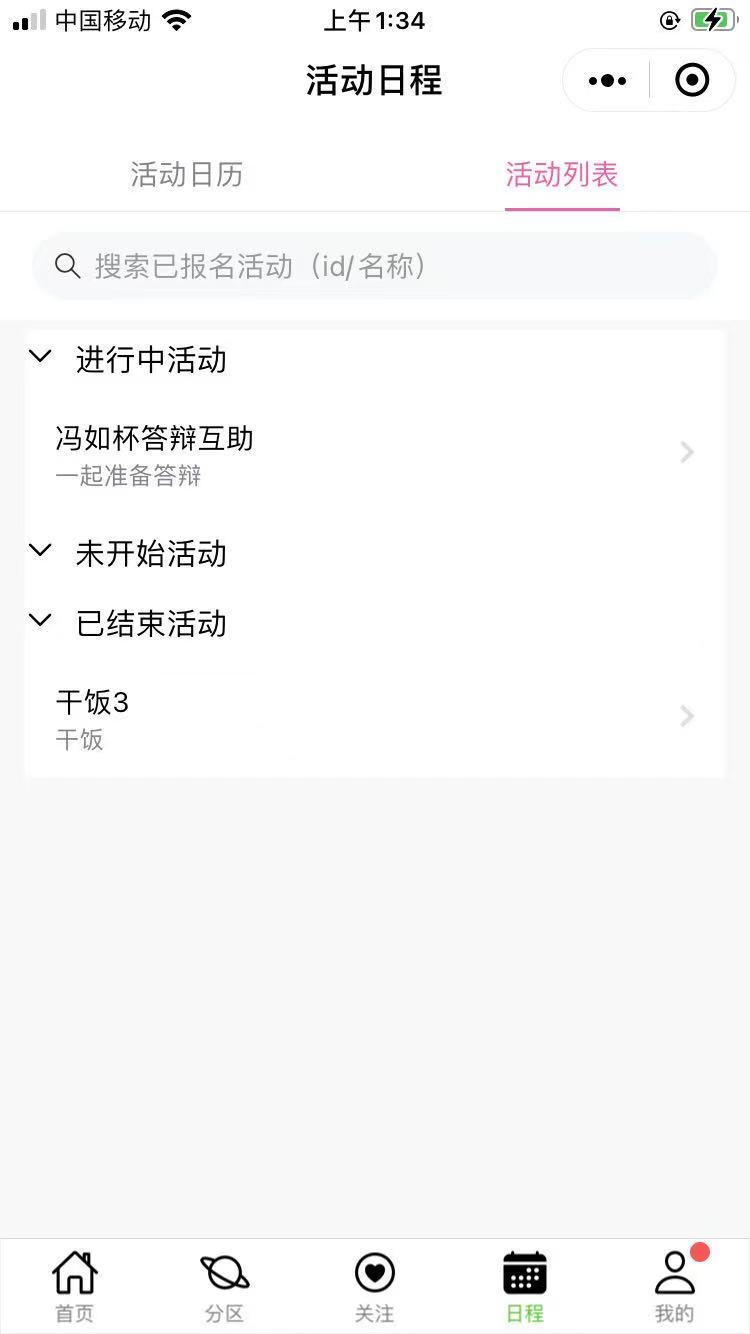 中国移动
上午1:34
活动日程
活动日历
活动列表
搜索已报名活动（id/名称）
进行中活动
冯如杯答辩互助
一起准备答辩
未开始活动
已结束活动
干饭3
干饭
首页
分区
关注
日程
我的